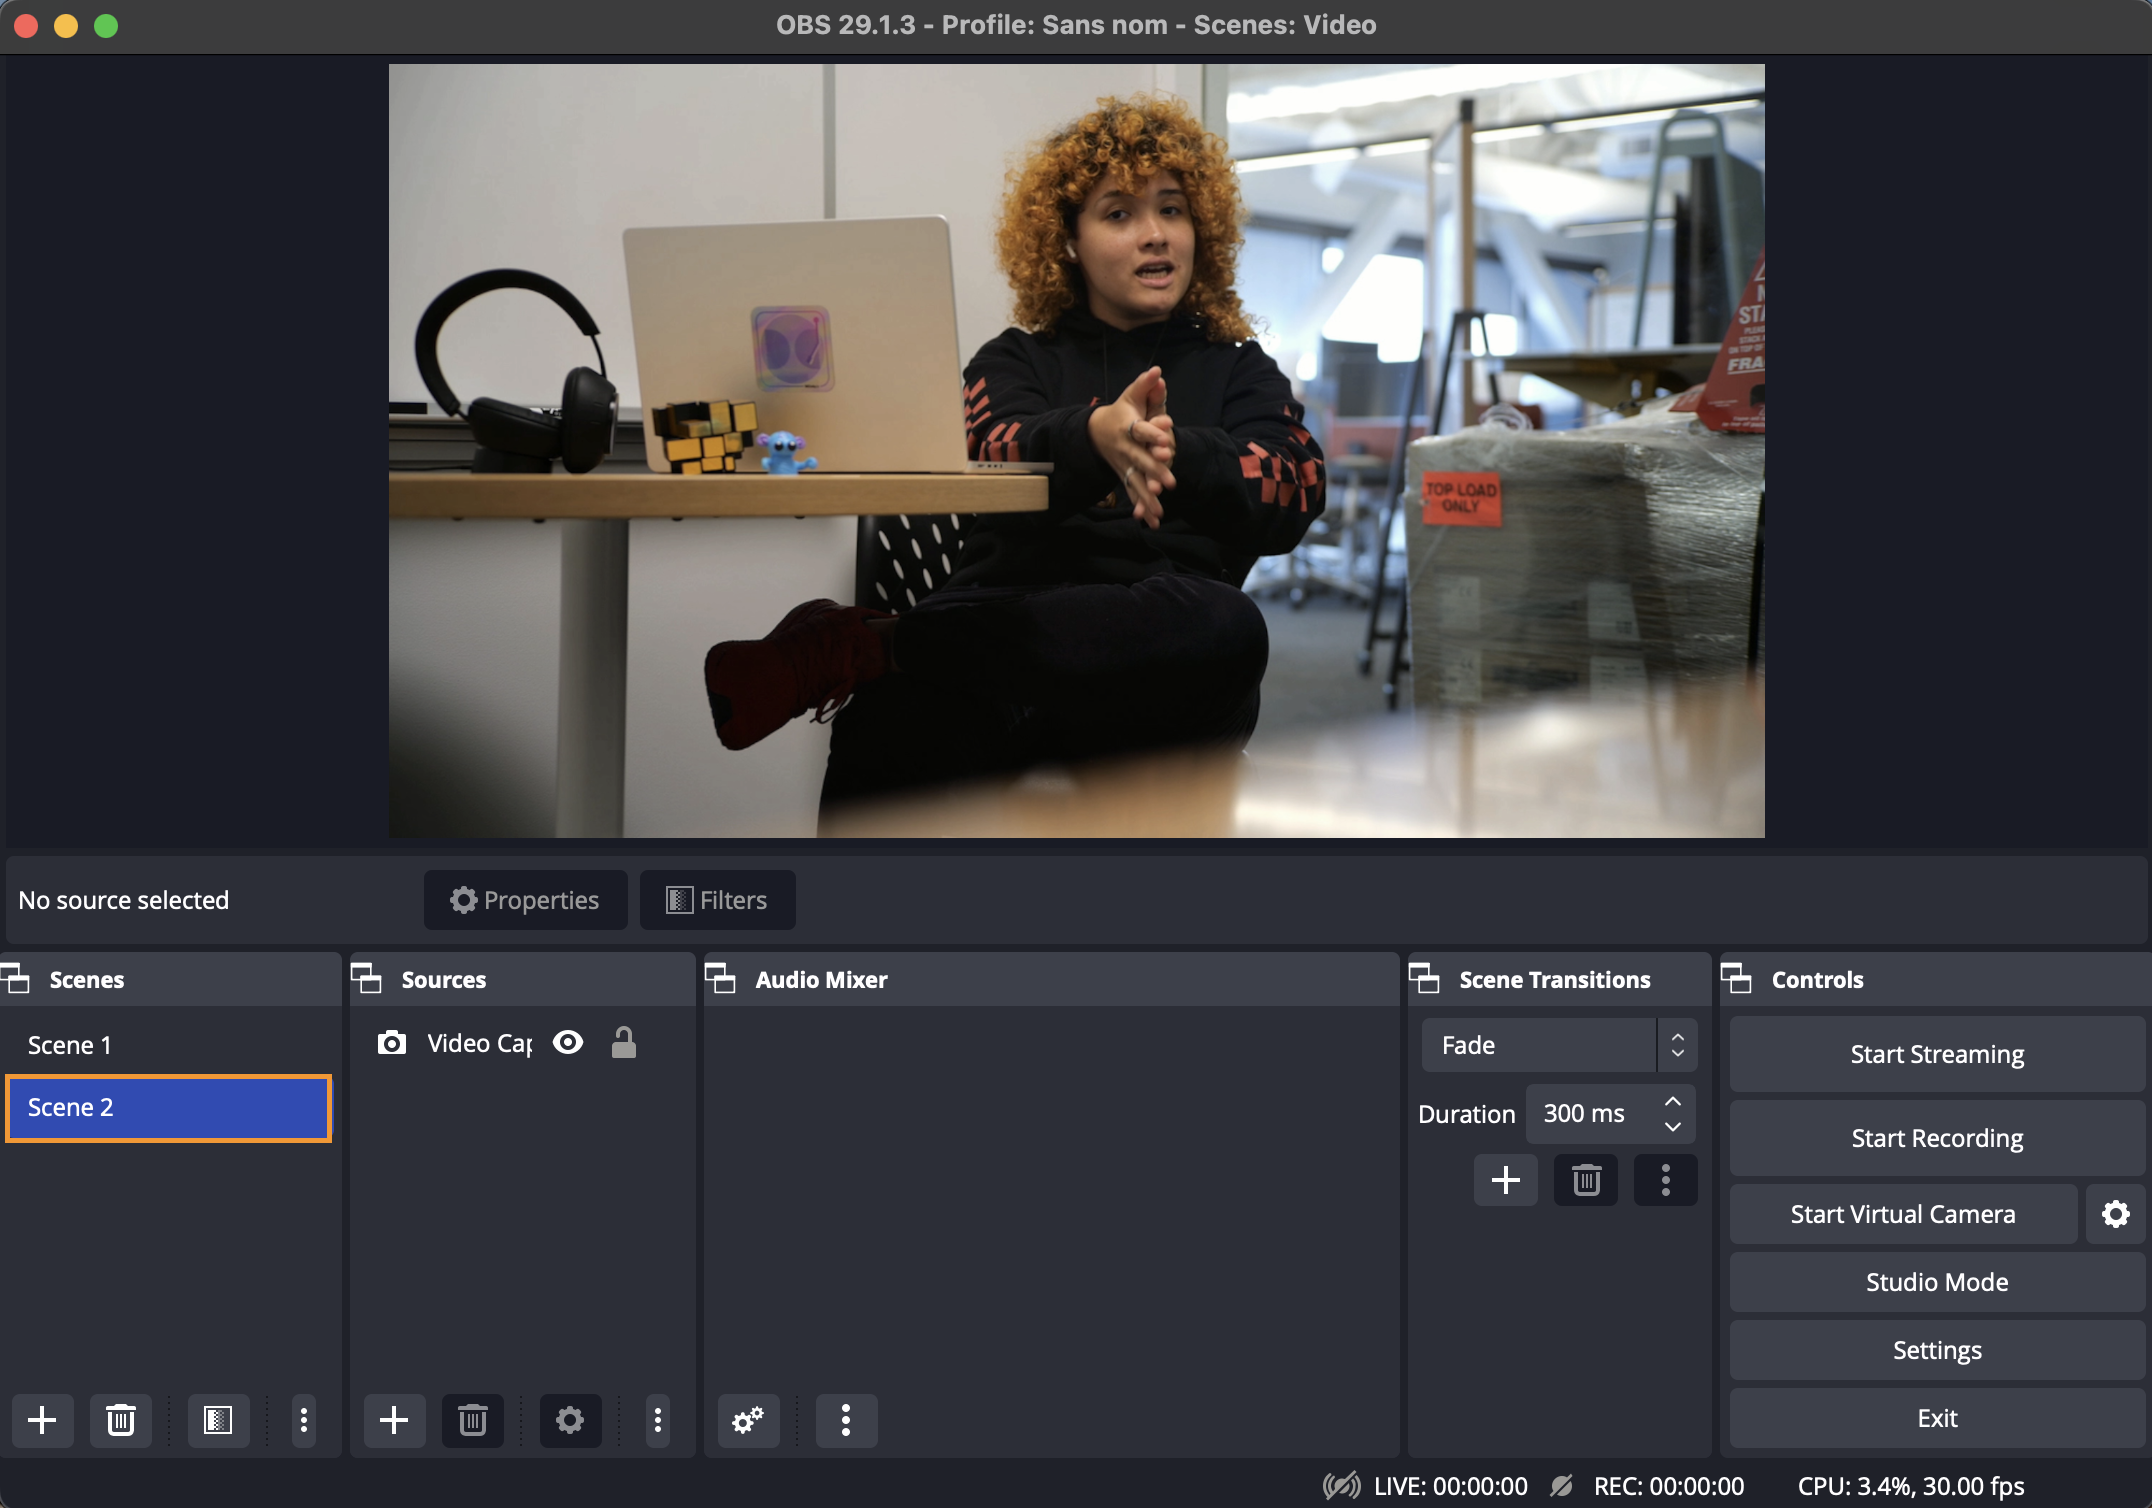 OBS 29.1.3 - Profile: Sans nom - Scenes: Video
STA
FRA
TOP LOAD
ONLY
No source selected
Properties
Filters
Scenes
Sources
Audio Mixer
Scene Transitions
Controls
Scene 1
Scene 2
Video Cap
Fade
Duration
300 ms
Start Streaming
Start Recording
Start Virtual Camera
Studio Mode
Settings
Exit
LIVE: 00:00:00
REC: 00:00:00
CPU: 3.4%, 30.00 fps